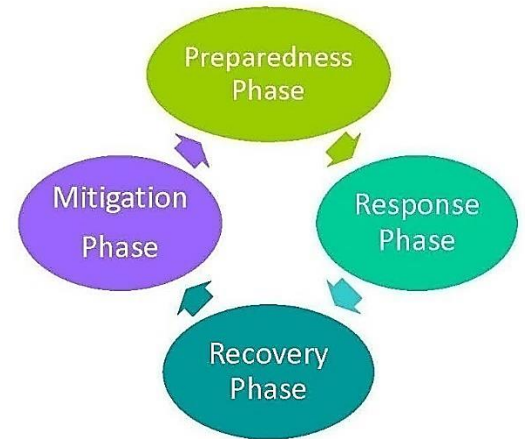 Preparedness
Phase
Response
Phase
Recovery
Phase
Mitigation
Phase